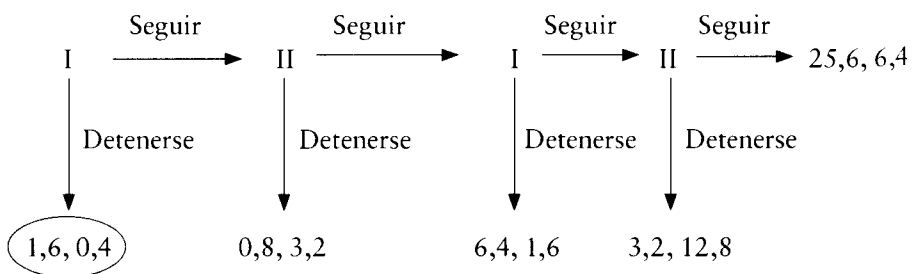 Seguir Seguir Seguir Seguir
I II I II 25,6, 6,4
Detenerse Detenerse Detenerse Detenerse
1,6, 0,4 0,8, 3,2 6,4, 1,6 3,2, 12,8